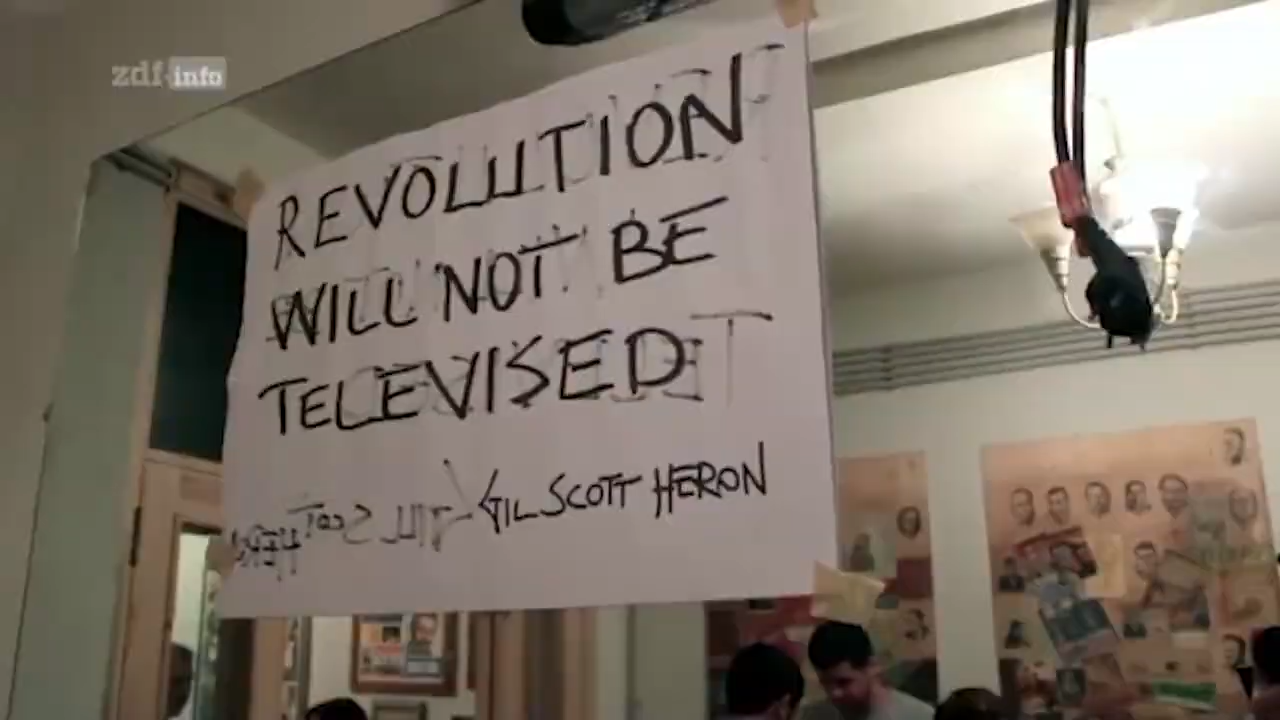 zdf info
REVOLUTION
WILL NOT BE
TELEVISED
GIL SCOTT HERON